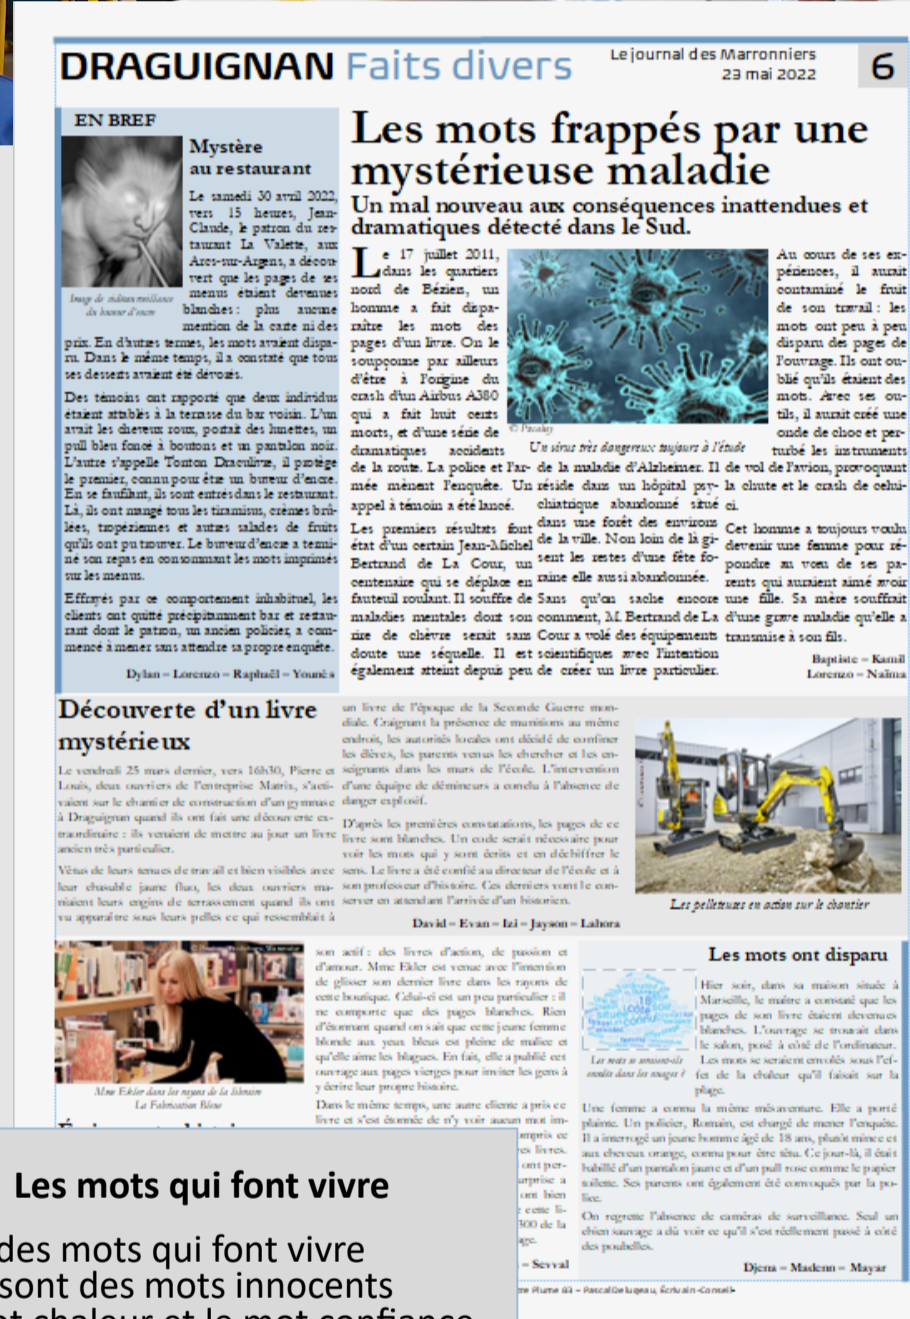 DRAGUIGNAN Faits divers
Le journal des Marronniers
23 mai 2022
6
EN BREF
Mystère
au restaurant
Le samedi 30 avril 2022,
vers 15 heures, Jean-
Claude, le patron du res-
taurant La Valette, aux
Arcs-sur-Argens, a décou-
vert que les pages de ses
menus étaient devenues
blanches : plus aucune
mention de la carte ni des
prix. En d'autres termes, les mots avaient dispa-
ru. Dans le même temps, il a constaté que tous
ses desserts avaient été dévorés.
Image de vidéosurveillance
du buveur d'encre
Des témoins ont rapporté que deux individus
étaient attablés à la terrasse du bar voisin. L'un
avait les cheveux roux, portait des lunettes, un
pull bleu foncé à boutons et un pantalon noir.
L'autre s'appelle Tonton Draculivre, il protège
le premier, connu pour être un buveur d'encre.
En se faufilant, ils sont entrés dans le restaurant.
Là, ils ont mangé tous les tiramisus, crèmes brû-
lées, tropéziennes et autres salades de fruits
qu'ils ont pu trouver. Le buveur d'encre a termi-
né son repas en consommant les mots imprimés
sur les menus.
Effrayés par ce comportement inhabituel, les
clients ont quitté précipitamment bar et restau-
rant dont le patron, un ancien policier, a com-
mencé à mener sans attendre sa propre enquête.
Dylan – Lorenzo – Raphaël – Younès
Les mots frappés par une
mystérieuse maladie
Un mal nouveau aux conséquences inattendues et
dramatiques détecté dans le Sud.
Le 17 juillet 2011,
dans les quartiers
nord de Béziers, un
homme a fait dispa-
raître les mots des
pages d'un livre. On le
soupçonne par ailleurs
d'être à l'origine du
crash d'un Airbus A380
qui a fait huit cents
morts, et d'une série de
dramatiques accidents
de la route. La police et l'ar-
mée mènent l'enquête. Un
appel à témoin a été lancé.
Les premiers résultats font
état d'un certain Jean-Michel
Bertrand de La Cour, un
centenaire qui se déplace en
fauteuil roulant. Il souffre de
maladies mentales dont son
rire de chèvre serait sans
doute une séquelle. Il est
également atteint depuis peu
© Pixabay
Un virus très dangereux toujours à l'étude
de la maladie d'Alzheimer. Il
réside dans un hôpital psy-
chiatrique abandonné situé
dans une forêt des environs
de la ville. Non loin de là gi-
sent les restes d'une fête fo-
raine elle aussi abandonnée.
Sans qu'on sache encore
comment, M. Bertrand de La
Cour a volé des équipements
scientifiques avec l'intention
de créer un livre particulier.
Au cours de ses ex-
périences, il aurait
contaminé le fruit
de son travail : les
mots ont peu à peu
disparu des pages de
l'ouvrage. Ils ont ou-
blié qu'ils étaient des
mots. Avec ses ou-
tils, il aurait créé une
onde de choc et per-
turbé les instruments
de vol de l'avion, provoquant
la chute et le crash de celui-
ci.
Cet homme a toujours voulu
devenir une femme pour ré-
pondre au vœu de ses pa-
rents qui auraient aimé avoir
une fille. Sa mère souffrait
d'une grave maladie qu'elle a
transmise à son fils.
Baptiste – Kamil
Lorenzo – Naïma
Découverte d'un livre
mystérieux
Le vendredi 25 mars dernier, vers 16h30, Pierre et
Louis, deux ouvriers de l'entreprise Matrix, s'acti-
vaient sur le chantier de construction d'un gymnase
à Draguignan quand ils ont fait une découverte ex-
traordinaire : ils venaient de mettre au jour un livre
ancien très particulier.
Vêtus de leurs tenues de travail et bien visibles avec
leur chasuble jaune fluo, les deux ouvriers ma-
niaient leurs engins de terrassement quand ils ont
vu apparaître sous leurs pelles ce qui ressemblait à
un livre de l'époque de la Seconde Guerre mon-
diale. Craignant la présence de munitions au même
endroit, les autorités locales ont décidé de confiner
les élèves, les parents venus les chercher et les en-
seignants dans les murs de l'école. L'intervention
d'une équipe de démineurs a conclu à l'absence de
danger explosif.
D'après les premières constatations, les pages de ce
livre sont blanches. Un code serait nécessaire pour
voir les mots qui y sont écrits et en déchiffrer le
sens. Le livre a été confié au directeur de l'école et à
son professeur d'histoire. Ces derniers vont le con-
server en attendant l'arrivée d'un historien.
David – Evan – Izi – Jayson – Lahora
Les pelleteuses en action sur le chantier
Mme Ekler dans les rayons de la librairie
La Fabrication Bleue
son actif : des livres d'action, de passion et
d'amour. Mme Ekler est venue avec l'intention
de glisser son dernier livre dans les rayons de
cette boutique. Celui-ci est un peu particulier : il
ne comporte que des pages blanches. Rien
d'étonnant quand on sait que cette jeune femme
blonde aux yeux bleus est pleine de malice et
qu'elle aime les blagues. En fait, elle a publié cet
ouvrage aux pages vierges pour inviter les gens à
y écrire leur propre histoire.
Dans le même temps, une autre cliente a pris ce
livre et s'est étonnée de n'y voir aucun mot im-
ompris ce
es livres.
ont per-
urprise a
ont bien
cette li-
300 de la
age.
– Sevval
Les mots ont disparu
Les mots se seraient-ils
envolés dans les nuages ?
Hier soir, dans sa maison située à
Marseille, le maître a constaté que les
pages de son livre étaient devenues
blanches. L'ouvrage se trouvait dans
le salon, posé à côté de l'ordinateur.
Les mots se seraient envolés sous l'ef-
fet de la chaleur qu'il faisait sur la
plage.
Une femme a connu la même mésaventure. Elle a porté
plainte. Un policier, Romain, est chargé de mener l'enquête.
Il a interrogé un jeune homme âgé de 18 ans, plutôt mince et
aux cheveux orange, connu pour être têtu. Ce jour-là, il était
habillé d'un pantalon jaune et d'un pull rose comme le papier
toilette. Ses parents ont également été convoqués par la po-
lice.
On regrette l'absence de caméras de surveillance. Seul un
chien sauvage a dû voir ce qu'il s'est réellement passé à côté
des poubelles.
Djena – Madenn – Mayar
re Plume 83 – Pascal Delugeau, Écrivain-Conseil
Les mots qui font vivre
des mots qui font vivre
sont des mots innocents
ot chaleur et le mot confiance